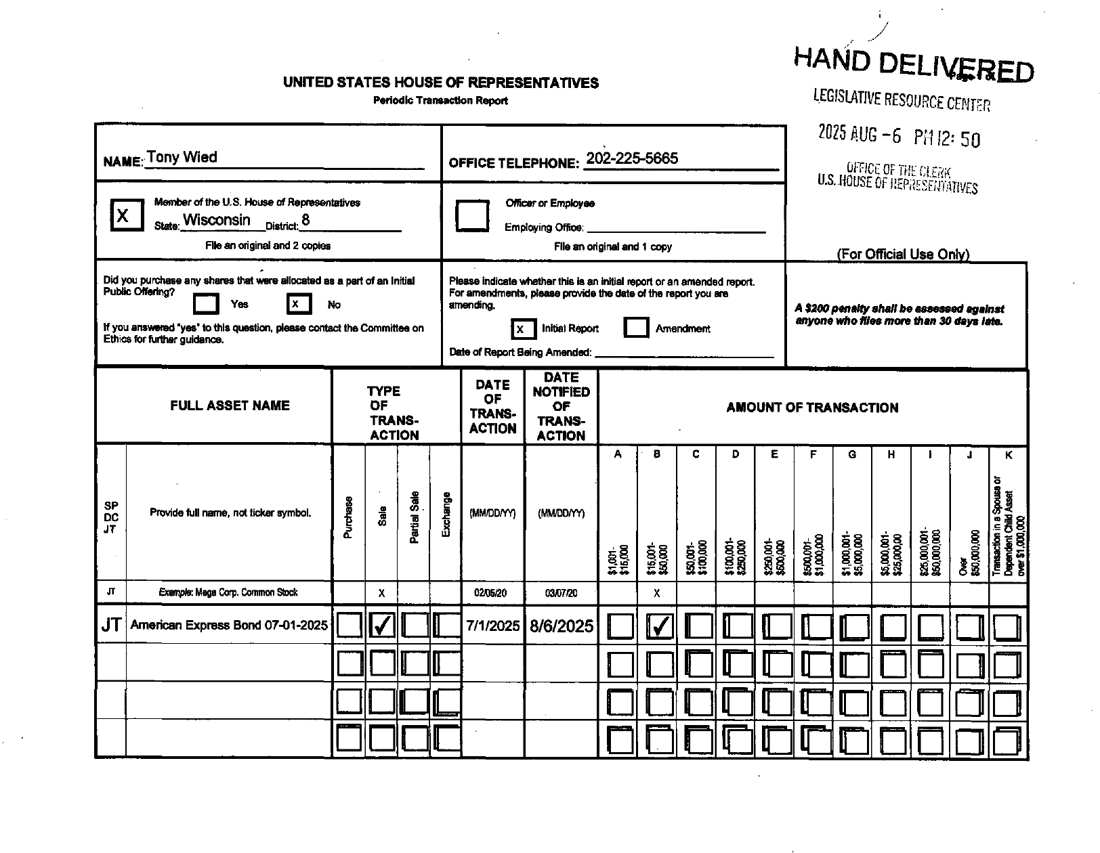 HAND DELIVERED
UNITED STATES HOUSE OF REPRESENTATIVES
Periodic Transaction Report
LEGISLATIVE RESOURCE CENTER
2025 AUG -6 PM 12: 50
OFFICE OF THE CLERK
U.S. HOUSE OF REPRESENTATIVES
NAME: Tony Wied
OFFICE TELEPHONE: 202-225-5665
X
Member of the U.S. House of Representatives
State: Wisconsin District: 8
File an original and 2 copies
Officer or Employee
Employing Office:
File an original and 1 copy
(For Official Use Only)
Did you purchase any shares that were allocated as a part of an Initial
Public Offering?
Yes X No
If you answered "yes" to this question, please contact the Committee on
Ethics for further guidance.
Please indicate whether this is an initial report or an amended report.
For amendments, please provide the date of the report you are
amending.
X Initial Report Amendment
Date of Report Being Amended:
A $200 penalty shall be assessed against
anyone who files more than 30 days late.
FULL ASSET NAME
TYPE
OF
TRANS-
ACTION
DATE
OF
TRANS-
ACTION
DATE
NOTIFIED
OF
TRANS-
ACTION
AMOUNT OF TRANSACTION
A B C D E F G H I J K
SP
DC
JT
Provide full name, not ticker symbol.
Purchase
Sale
Partial Sale
Exchange
(MM/DD/YY)
(MM/DD/YY)
$1,001-
$15,000
$15,001-
$50,000
$50,001-
$100,000
$100,001-
$250,000
$250,001-
$500,000
$500,001-
$1,000,000
$1,000,001-
$5,000,000
$5,000,001-
$25,000,00
$25,000,001-
$50,000,000
Over
$50,000,000
Transaction in a Spouse or
Dependent Child Asset
over $1,000,000
JT Example: Mega Corp. Common Stock X 02/05/20 03/07/20 X
JT American Express Bond 07-01-2025 ✓ 7/1/2025 8/6/2025 ✓